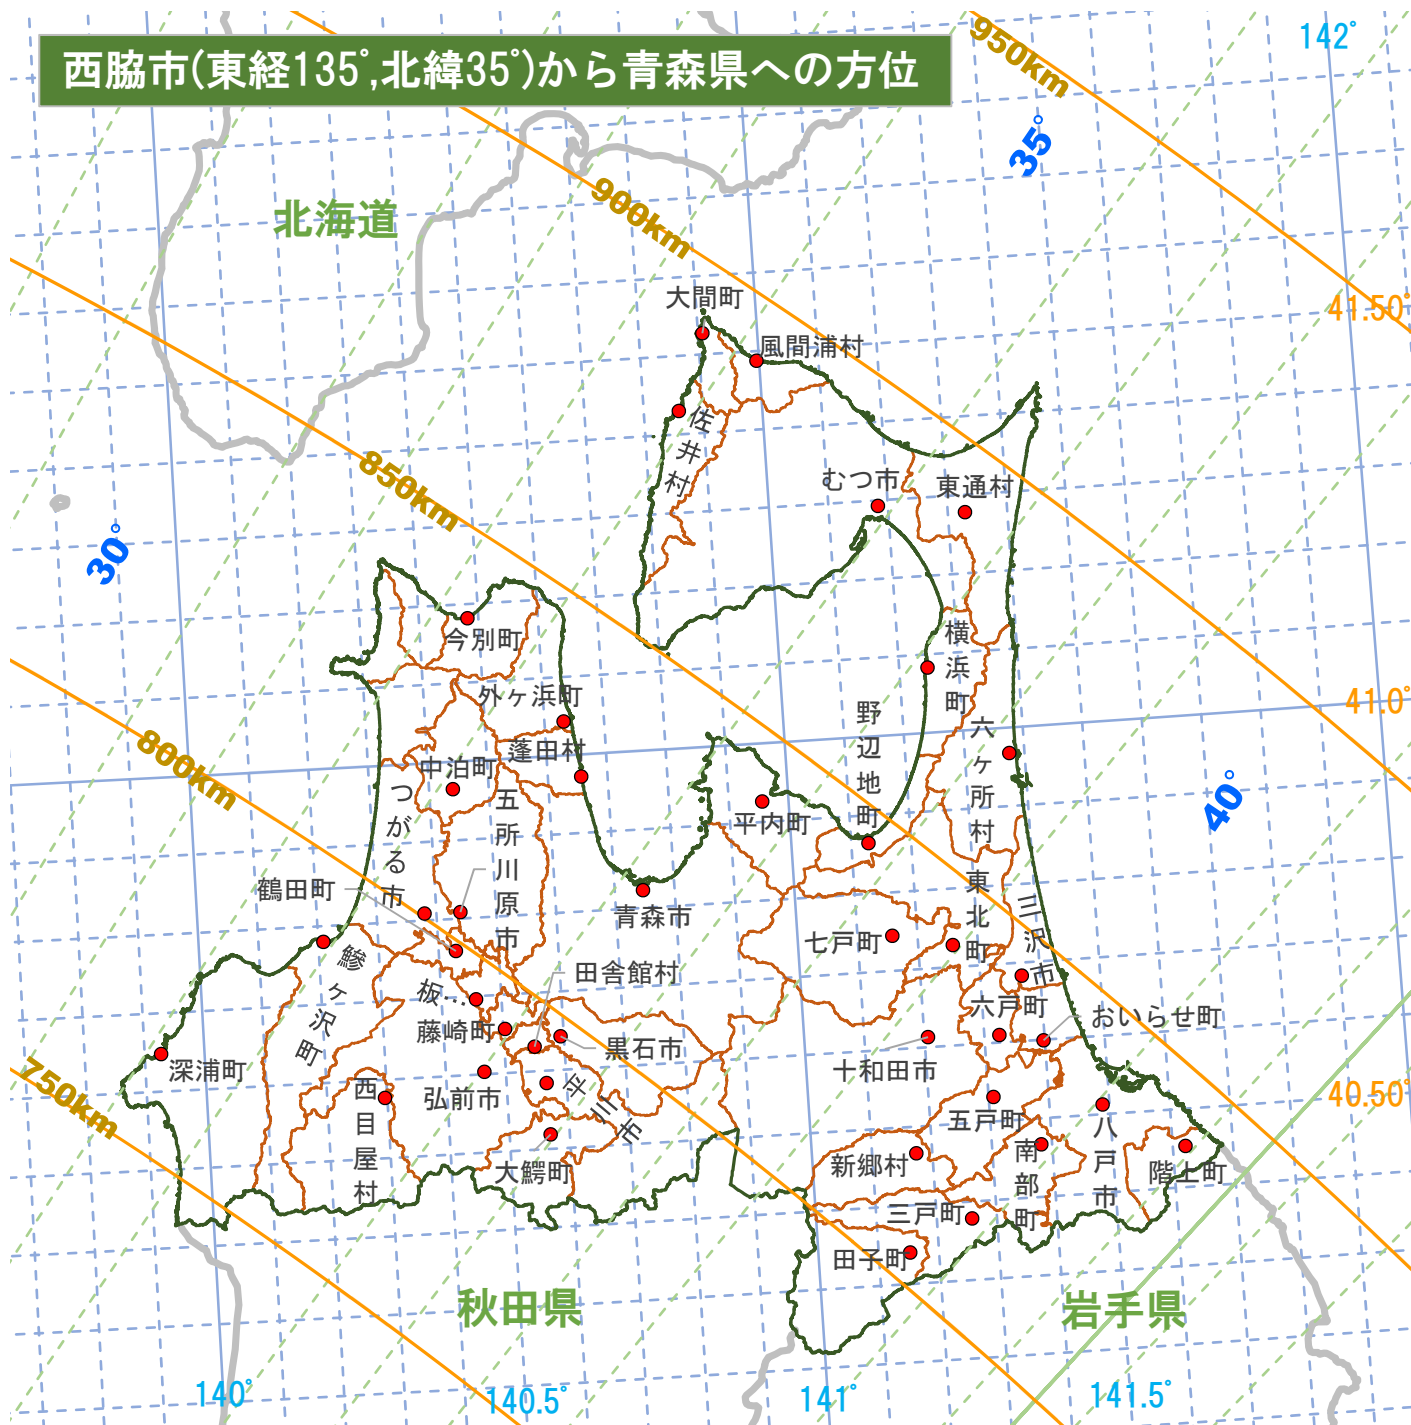 西脇市(東経135°,北緯35°)から青森県への方位
142°
950km
35°
900km
北海道
大間町
41.50°
風間浦村
佐井村
850km
むつ市
東通村
30°
今別町
横浜町
外ヶ浜町
41.0°
野辺地町
六ヶ所村
蓬田村
800km
中泊町
つがる市
五所川原市
平内町
40°
鶴田町
青森市
東北町
三沢市
七戸町
鰺ヶ沢町
田舎館村
板…
六戸町
おいらせ町
藤崎町
黒石市
深浦町
十和田市
750km
西目屋村
弘前市
平川市
40.50°
五戸町
八戸市
大鰐町
新郷村
南部町
階上町
三戸町
田子町
秋田県
岩手県
140°
140.5°
141°
141.5°